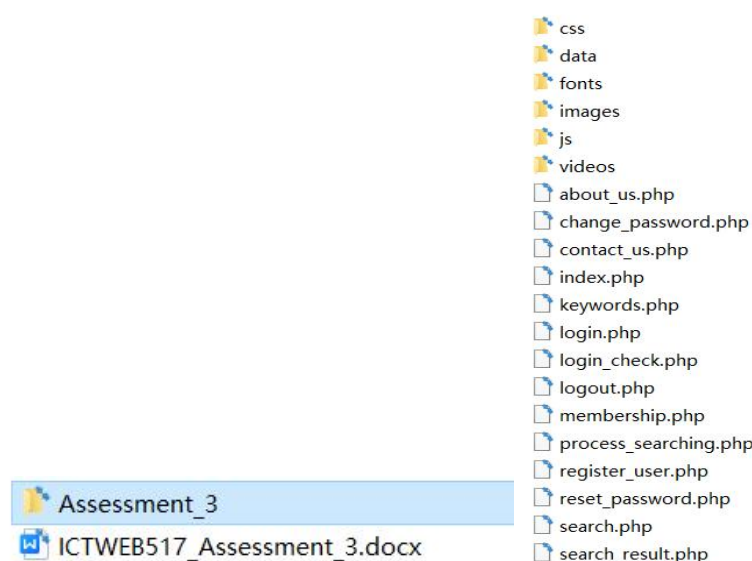 css
data
fonts
images
js
videos
about_us.php
change_password.php
contact_us.php
index.php
keywords.php
login.php
login_check.php
logout.php
membership.php
process_searching.php
register_user.php
reset_password.php
search.php
search_result.php
Assessment_3
ICTWEB517_Assessment_3.docx